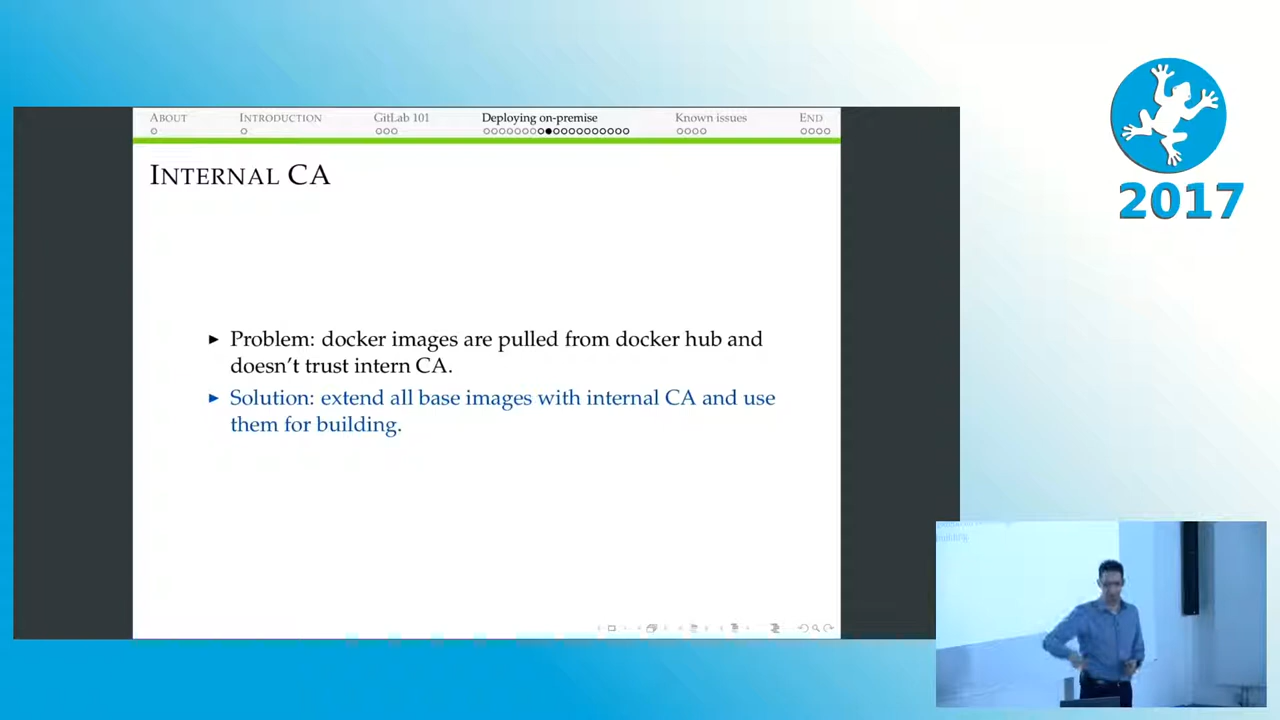 ABOUT
INTRODUCTION
GitLab 101
Deploying on-premise
Known issues
END
INTERNAL CA
Problem: docker images are pulled from docker hub and
doesn't trust intern CA.
Solution: extend all base images with internal CA and use
them for building.
2017
building.